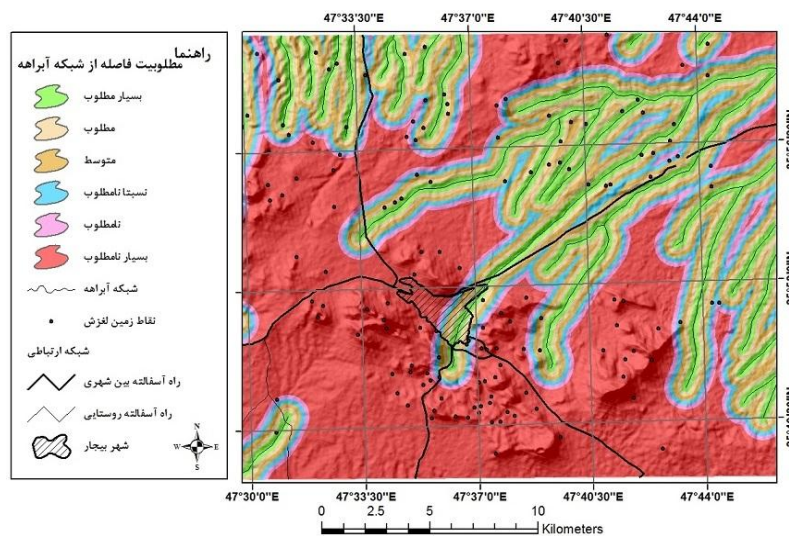 47°33'30"E 47°37'0"E 47°40'30"E 47°44'0"E
راهنما
مطلوبیت فاصله از شبکه آبراهه
بسیار مطلوب
مطلوب
متوسط
نسبتا نامطلوب
نامطلوب
بسیار نامطلوب
شبکه آبراهه
نقاط زمین لغزش
شبکه ارتباطی
راه آسفالته بین شهری
راه آسفالته روستایی
شهر بیجار
N
W E
S
47°30'0"E 47°33'30"E 47°37'0"E 47°40'30"E 47°44'0"E
0 2.5 5 10
Kilometers